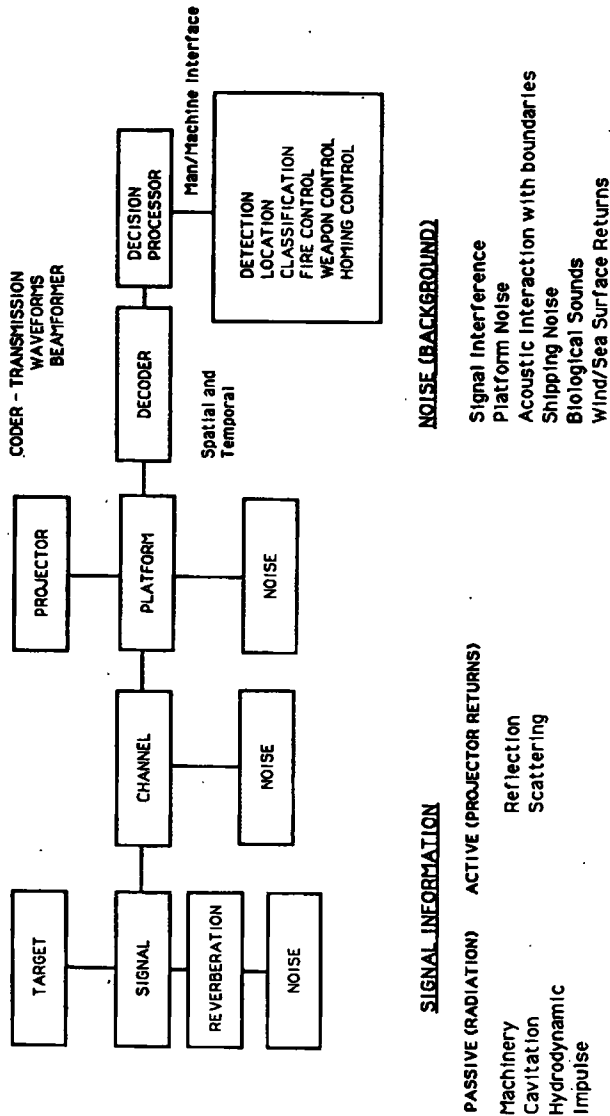 CODER - TRANSMISSION
WAVEFORMS
BEAMFORMER
TARGET
PROJECTOR
SIGNAL
CHANNEL
PLATFORM
DECODER
DECISION
PROCESSOR
REVERBERATION
NOISE
NOISE
NOISE
Spatial and
Temporal
Man/Machine Interface
DETECTION
LOCATION
CLASSIFICATION
FIRE CONTROL
WEAPON CONTROL
HOMING CONTROL
SIGNAL INFORMATION
PASSIVE (RADIATION)
Machinery
Cavitation
Hydrodynamic
Impulse
ACTIVE (PROJECTOR RETURNS)
Reflection
Scattering
NOISE (BACKGROUND)
Signal Interference
Platform Noise
Acoustic Interaction with boundaries
Shipping Noise
Biological Sounds
Wind/Sea Surface Returns